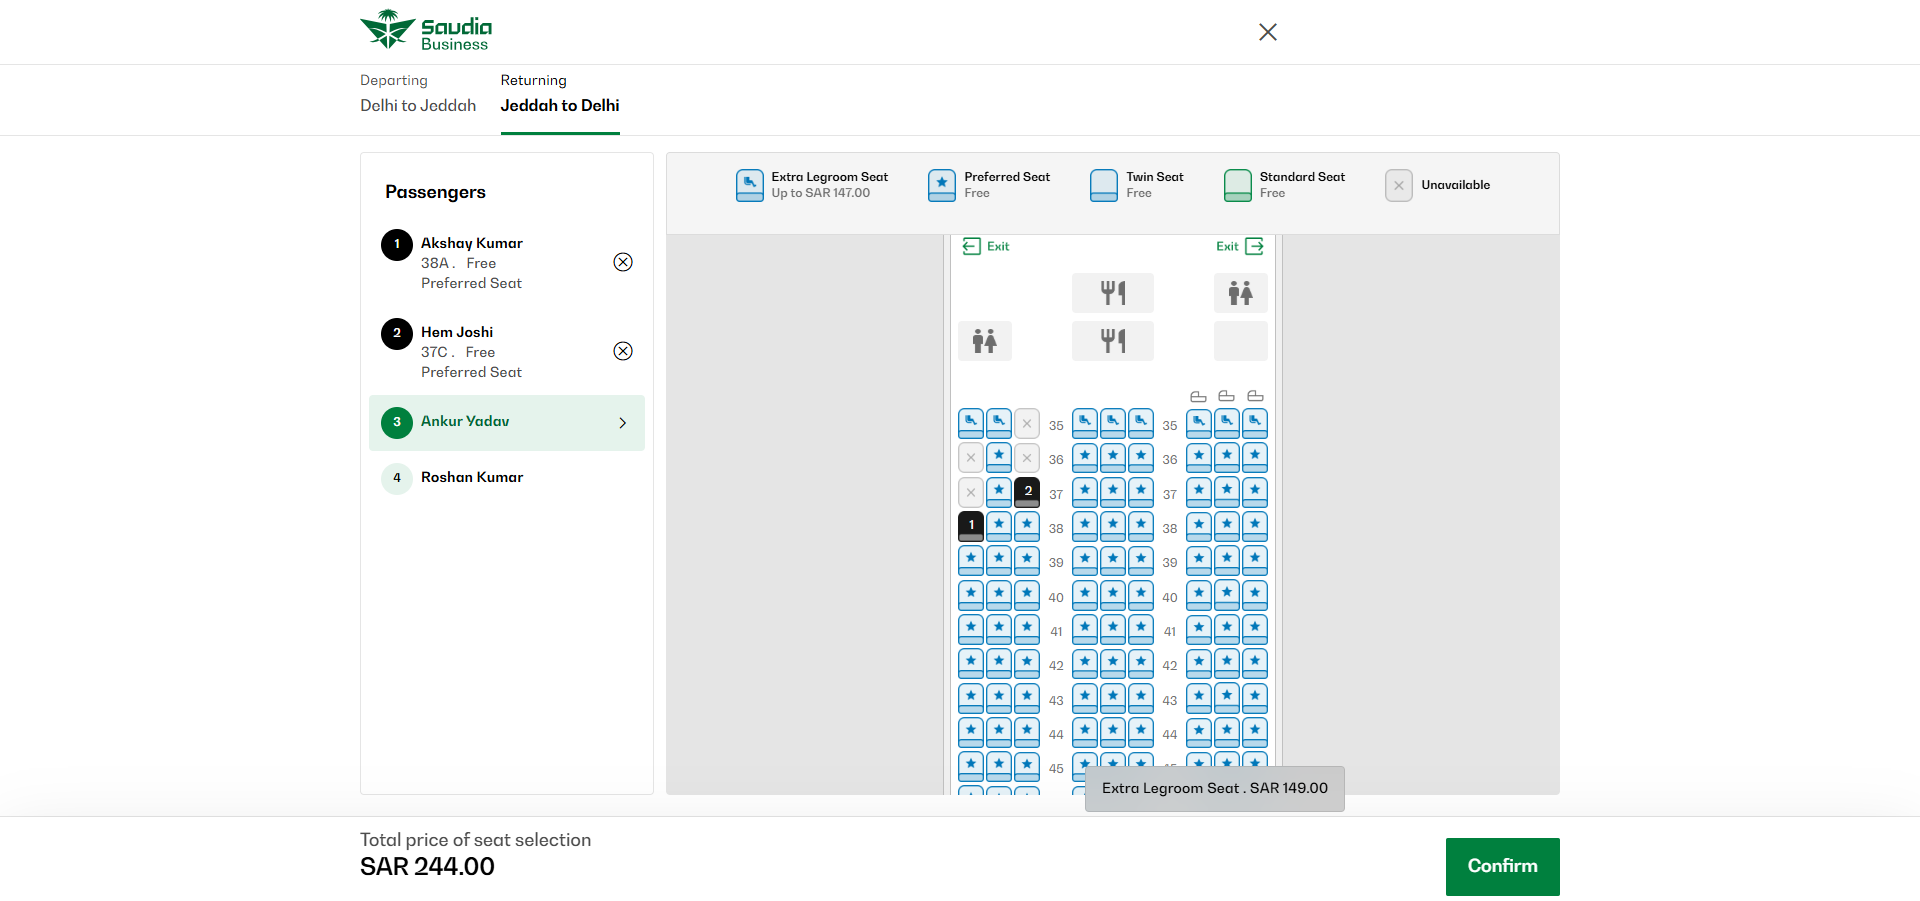 Saudia
Business
Departing
Delhi to Jeddah
Returning
Jeddah to Delhi
Passengers
1
Akshay Kumar
38A . Free
Preferred Seat
2
Hem Joshi
37C . Free
Preferred Seat
3
Ankur Yadav
4
Roshan Kumar
Extra Legroom Seat
Up to SAR 147.00
Preferred Seat
Free
Twin Seat
Free
Standard Seat
Free
Unavailable
Exit
Exit
35 35
36 36
2 37 37
1 38 38
39 39
40 40
41 41
42 42
43 43
44 44
45
Extra Legroom Seat . SAR 149.00
Total price of seat selection
SAR 244.00
Confirm